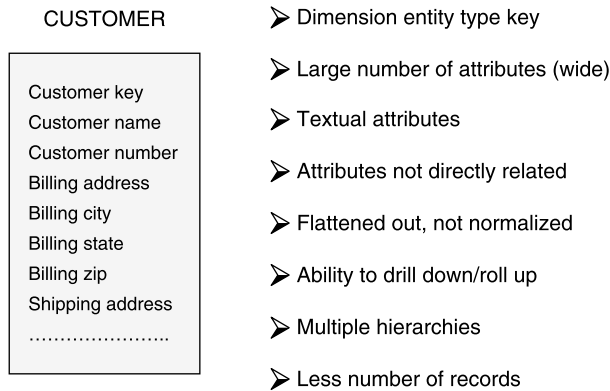 CUSTOMER
Customer key
Customer name
Customer number
Billing address
Billing city
Billing state
Billing zip
Shipping address
.......................
Dimension entity type key
Large number of attributes (wide)
Textual attributes
Attributes not directly related
Flattened out, not normalized
Ability to drill down/roll up
Multiple hierarchies
Less number of records